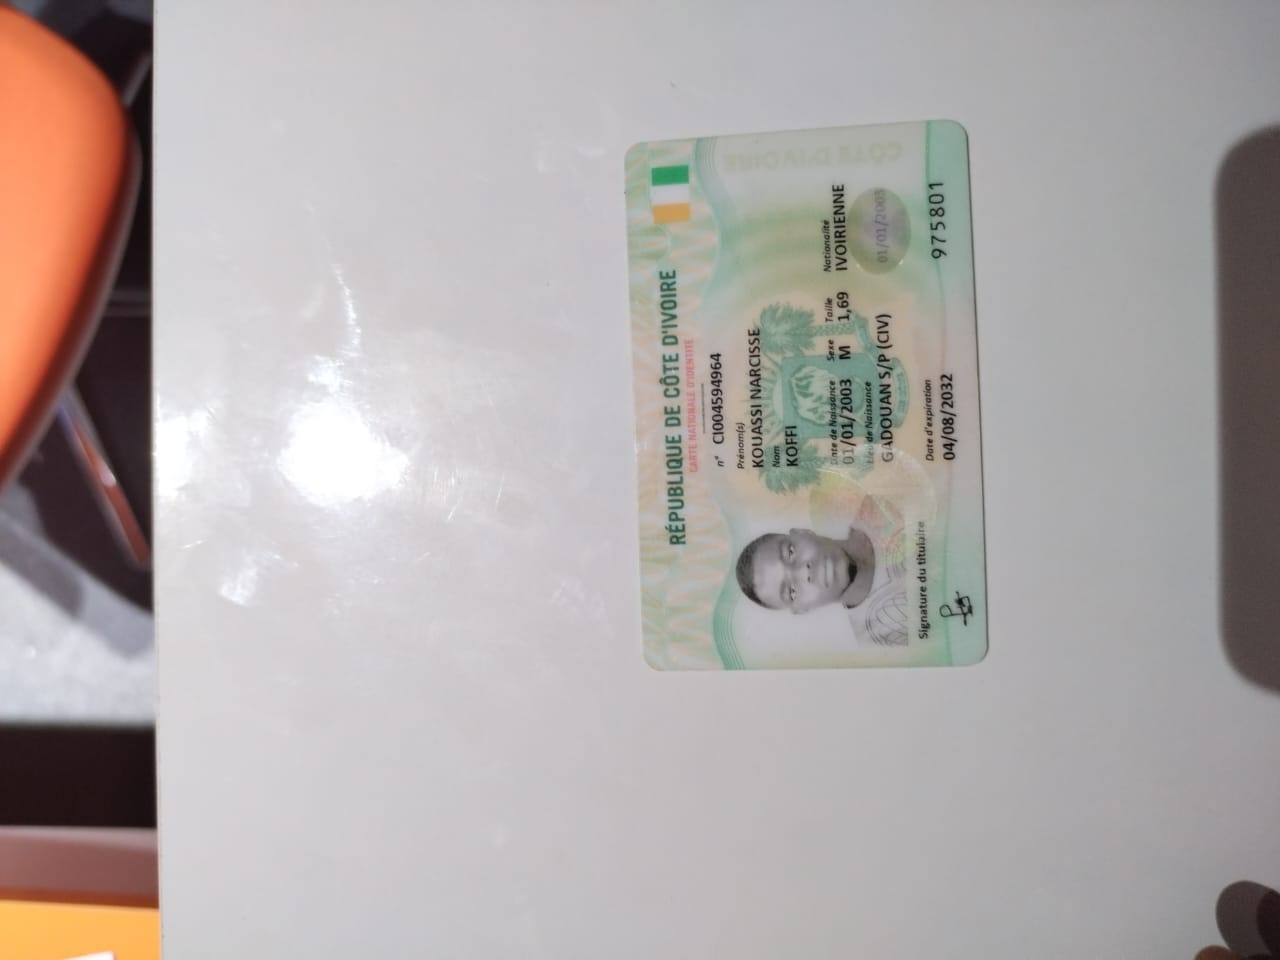 RÉPUBLIQUE DE CÔTE D'IVOIRE
CARTE NATIONALE D'IDENTITÉ
n° CI004594964
Prénom(s)
KOUASSI NARCISSE
Nom
KOFFI
Date de Naissance Sexe Taille Nationalité
01/01/2003 M 1,69 IVOIRIENNE
Lieu de Naissance
GADOUAN S/P (CIV)
01/01/2003
Date d'expiration
04/08/2032
975801
Signature du titulaire
CÔTE D'IVOIRE